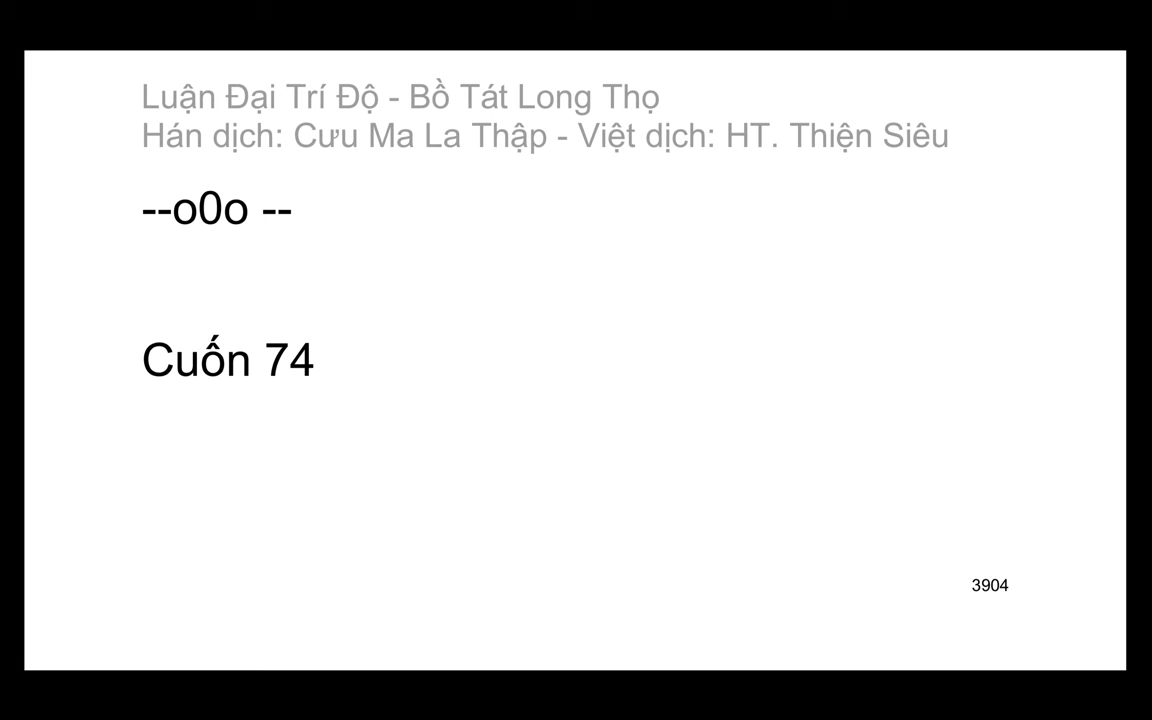 Luận Đại Trí Độ - Bồ Tát Long Thọ
Hán dịch: Cưu Ma La Thập - Việt dịch: HT. Thiện Siêu
--o0o --
Cuốn 74
3904